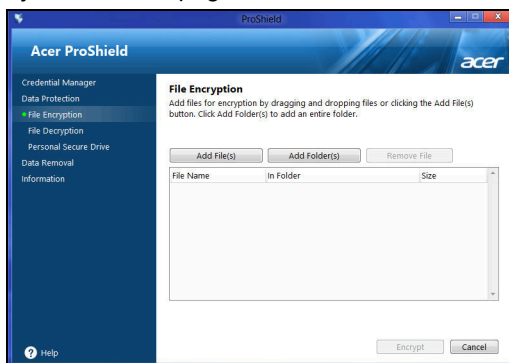 ProShield
Acer ProShield
acer
Credential Manager
Data Protection
File Encryption
File Decryption
Personal Secure Drive
Data Removal
Information
Help
File Encryption
Add files for encryption by dragging and dropping files or clicking the Add File(s)
button. Click Add Folder(s) to add an entire folder.
Add File(s) Add Folder(s) Remove File
File Name In Folder Size
Encrypt Cancel